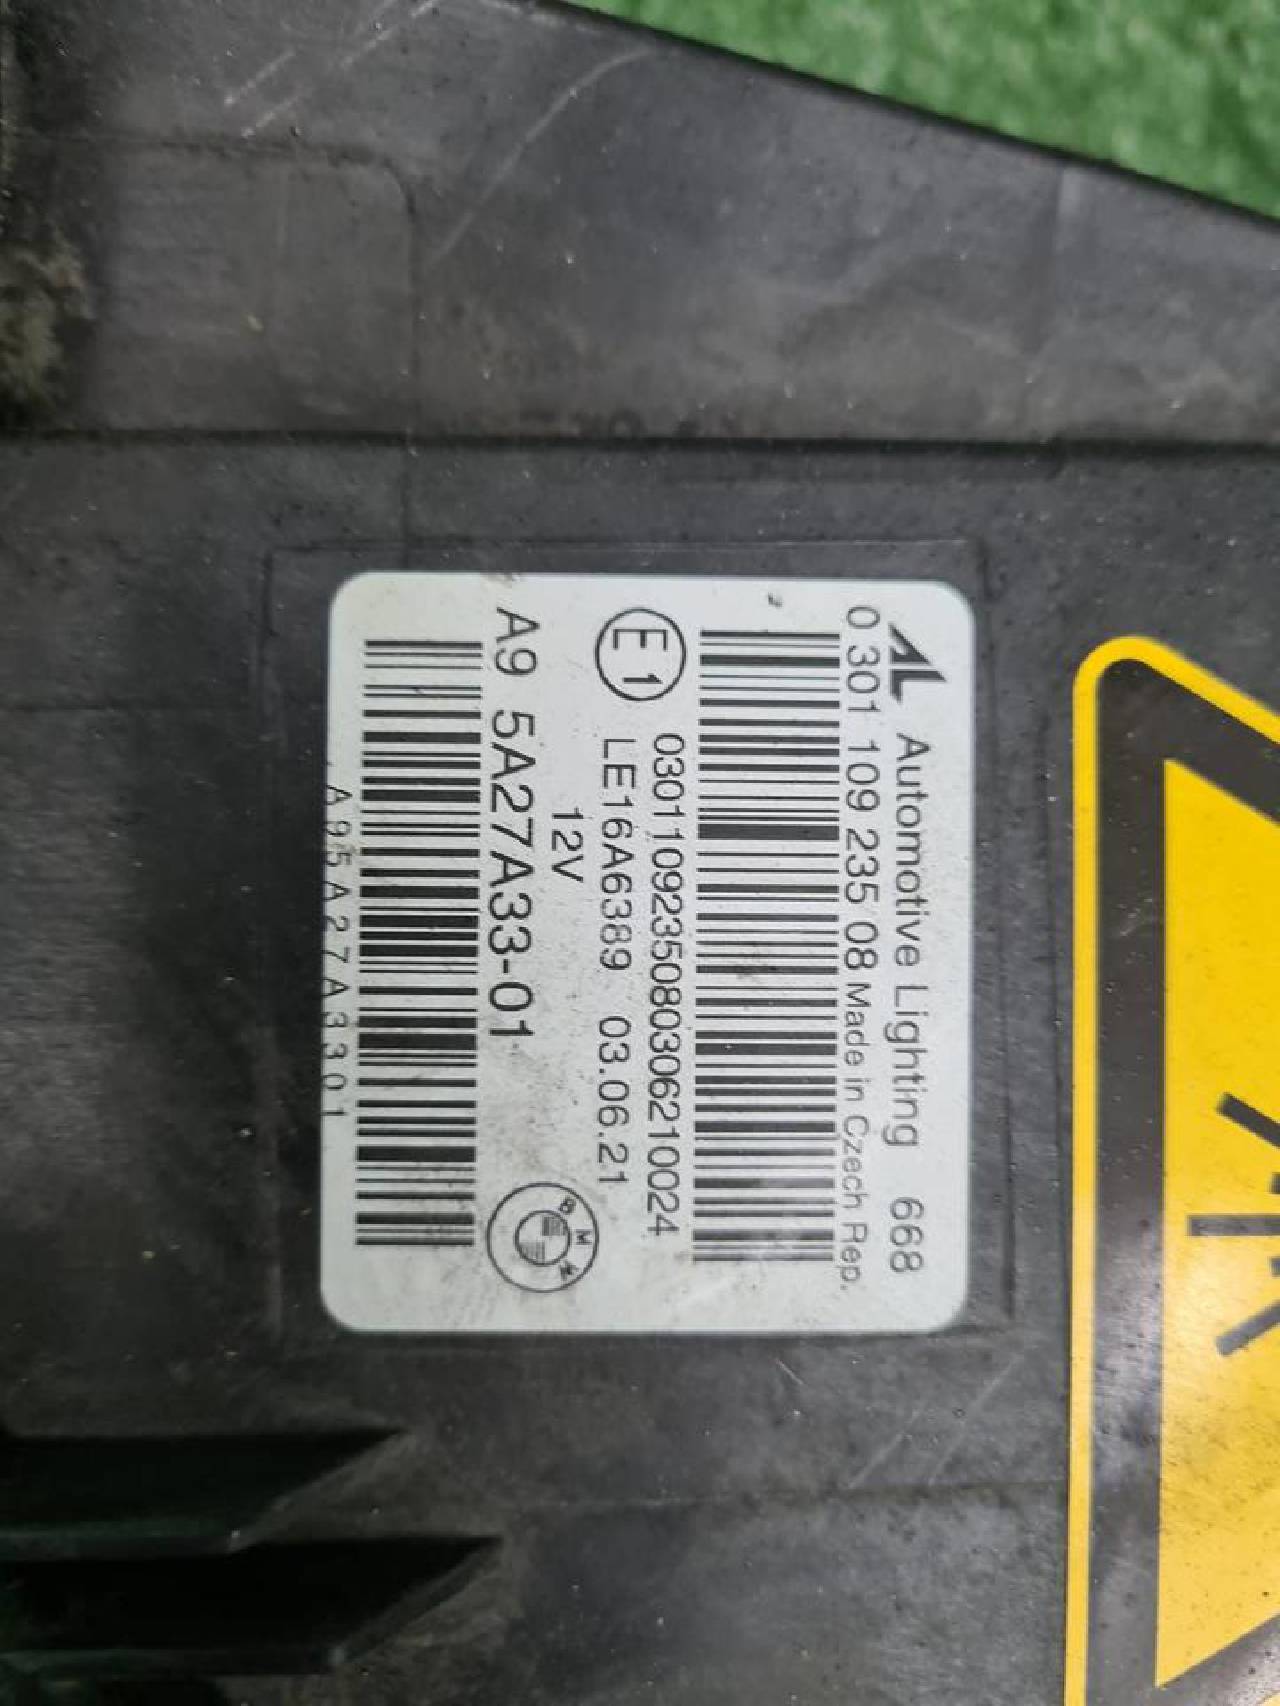 AL Automotive Lighting 668
0 301 109 235 08 Made in Czech Rep.
0301109235080306210024
E1 LE16A6389 03.06.21
12V
A9 5A27A33-01
BMW
A95A27A3301